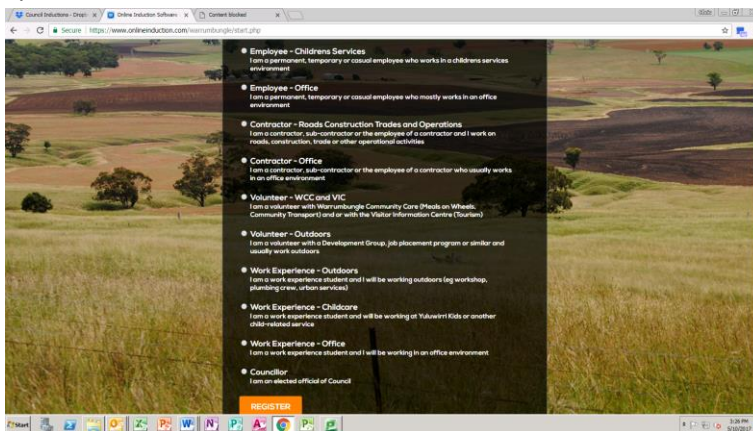 Council Inductions - Drop
Online Induction Software
Content blocked
Secure
https://www.onlineinduction.com/warrumbungle/start.php
Employee - Childrens Services
I am a permanent, temporary or casual employee who works in a childrens services
environment
Employee - Office
I am a permanent, temporary or casual employee who mostly works in an office
environment
Contractor - Roads Construction Trades and Operations
I am a contractor, sub-contractor or the employee of a contractor and I work on
roads, construction, trade or other operational activities
Contractor - Office
I am a contractor, sub-contractor or the employee of a contractor who usually works
in an office environment
Volunteer - WCC and VIC
I am a volunteer with Warrumbungle Community Care (Meals on Wheels,
Community Transport) and or with the Visitor Information Centre (Tourism)
Volunteer - Outdoors
I am a volunteer with a Development Group, job placement program or similar and
usually work outdoors
Work Experience - Outdoors
I am a work experience student and I will be working outdoors (eg workshop,
plumbing crew, urban services)
Work Experience - Childcare
I am a work experience student and will be working at Yuluwirri Kids or another
child-related service
Work Experience - Office
I am a work experience student and I will be working in an office environment
Councillor
I am an elected official of Council
REGISTER
Start
3:26 PM
5/10/2017